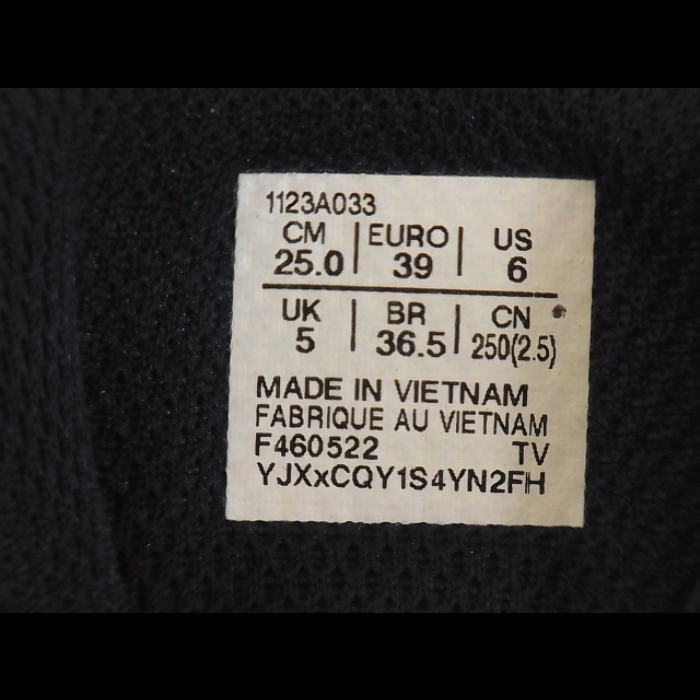 1123A033
CM | EURO | US
25.0 | 39 | 6
UK | BR | CN
5 | 36.5 | 250(2.5)
MADE IN VIETNAM
FABRIQUE AU VIETNAM
F460522 TV
YJXxCQY1S4YN2FH